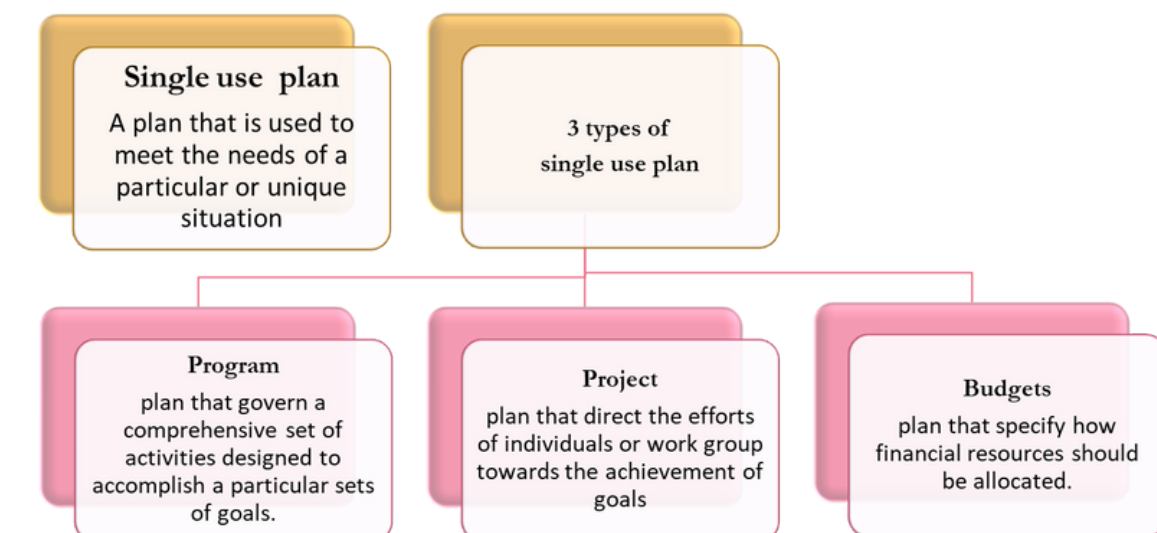 Single use plan
A plan that is used to
meet the needs of a
particular or unique
situation
3 types of
single use plan
Program
plan that govern a
comprehensive set of
activities designed to
accomplish a particular sets
of goals.
Project
plan that direct the efforts
of individuals or work group
towards the achievement of
goals
Budgets
plan that specify how
financial resources should
be allocated.